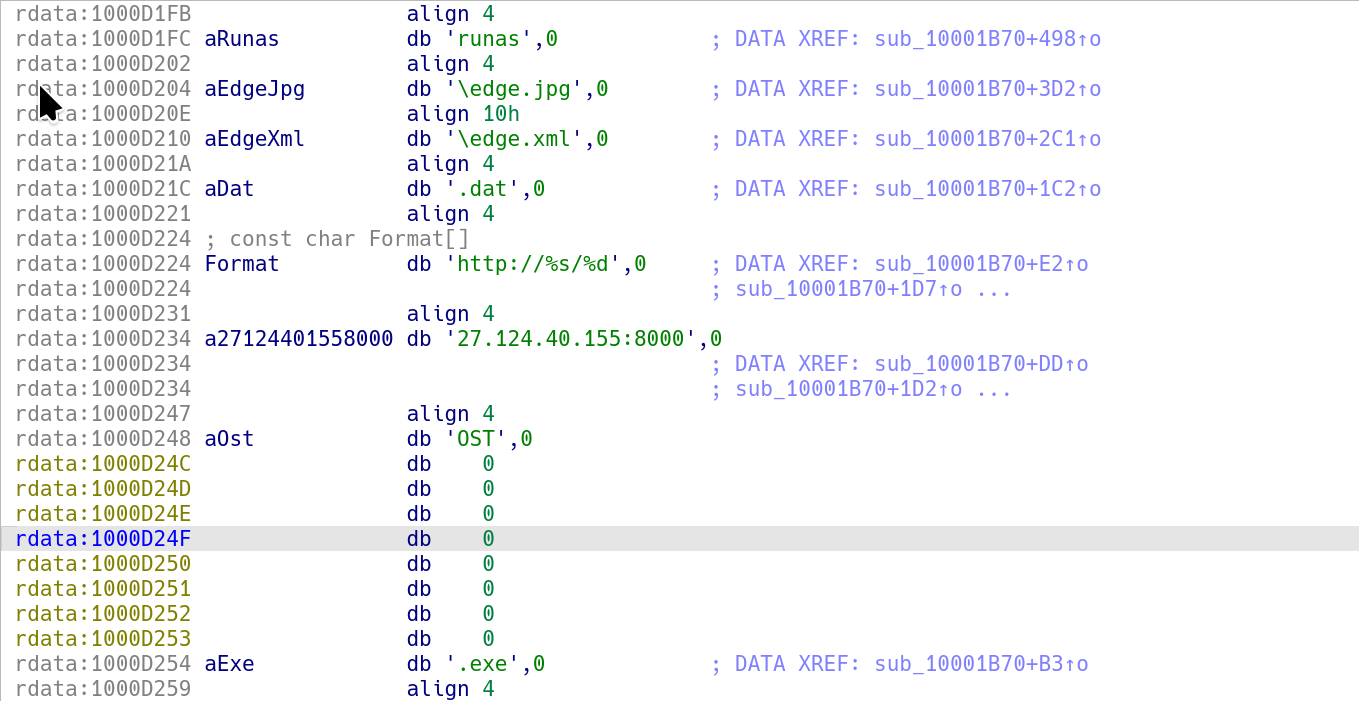 rdata:1000D1FB align 4
rdata:1000D1FC aRunas db 'runas',0 ; DATA XREF: sub_10001B70+498↑o
rdata:1000D202 align 4
rdata:1000D204 aEdgeJpg db '\edge.jpg',0 ; DATA XREF: sub_10001B70+3D2↑o
rdata:1000D20E align 10h
rdata:1000D210 aEdgeXml db '\edge.xml',0 ; DATA XREF: sub_10001B70+2C1↑o
rdata:1000D21A align 4
rdata:1000D21C aDat db '.dat',0 ; DATA XREF: sub_10001B70+1C2↑o
rdata:1000D221 align 4
rdata:1000D224 ; const char Format[]
rdata:1000D224 Format db 'http://%s/%d',0 ; DATA XREF: sub_10001B70+E2↑o
rdata:1000D224 ; sub_10001B70+1D7↑o ...
rdata:1000D231 align 4
rdata:1000D234 a27124401558000 db '27.124.40.155:8000',0
rdata:1000D234 ; DATA XREF: sub_10001B70+DD↑o
rdata:1000D234 ; sub_10001B70+1D2↑o ...
rdata:1000D247 align 4
rdata:1000D248 aOst db 'OST',0
rdata:1000D24C db 0
rdata:1000D24D db 0
rdata:1000D24E db 0
rdata:1000D24F db 0
rdata:1000D250 db 0
rdata:1000D251 db 0
rdata:1000D252 db 0
rdata:1000D253 db 0
rdata:1000D254 aExe db '.exe',0 ; DATA XREF: sub_10001B70+B3↑o
rdata:1000D259 align 4